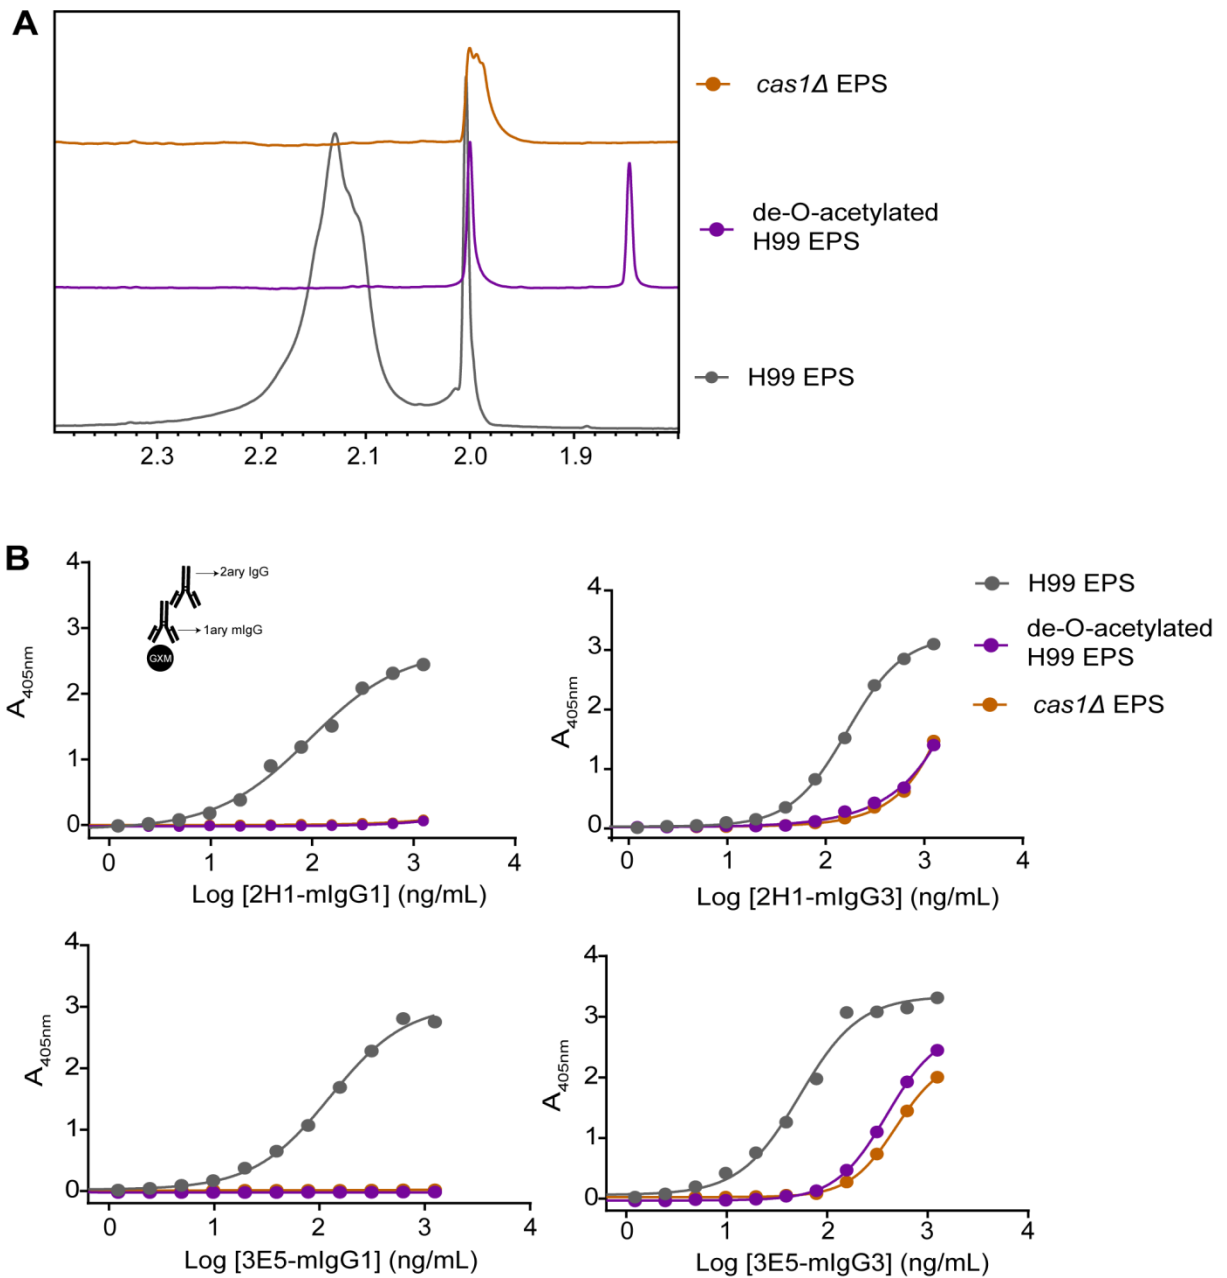 A
cas1Δ EPS
de-O-acetylated
H99 EPS
H99 EPS
2.3 2.2 2.1 2.0 1.9
B
4
3
2
1
0
A405nm
2ary IgG
1ary mIgG
GXM
0 1 2 3 4
Log [2H1-mIgG1] (ng/mL)
4
3
2
1
0
A405nm
0 1 2 3 4
Log [2H1-mIgG3] (ng/mL)
H99 EPS
de-O-acetylated
H99 EPS
cas1Δ EPS
4
3
2
1
0
A405nm
0 1 2 3 4
Log [3E5-mIgG1] (ng/mL)
4
3
2
1
0
A405nm
0 1 2 3 4
Log [3E5-mIgG3] (ng/mL)